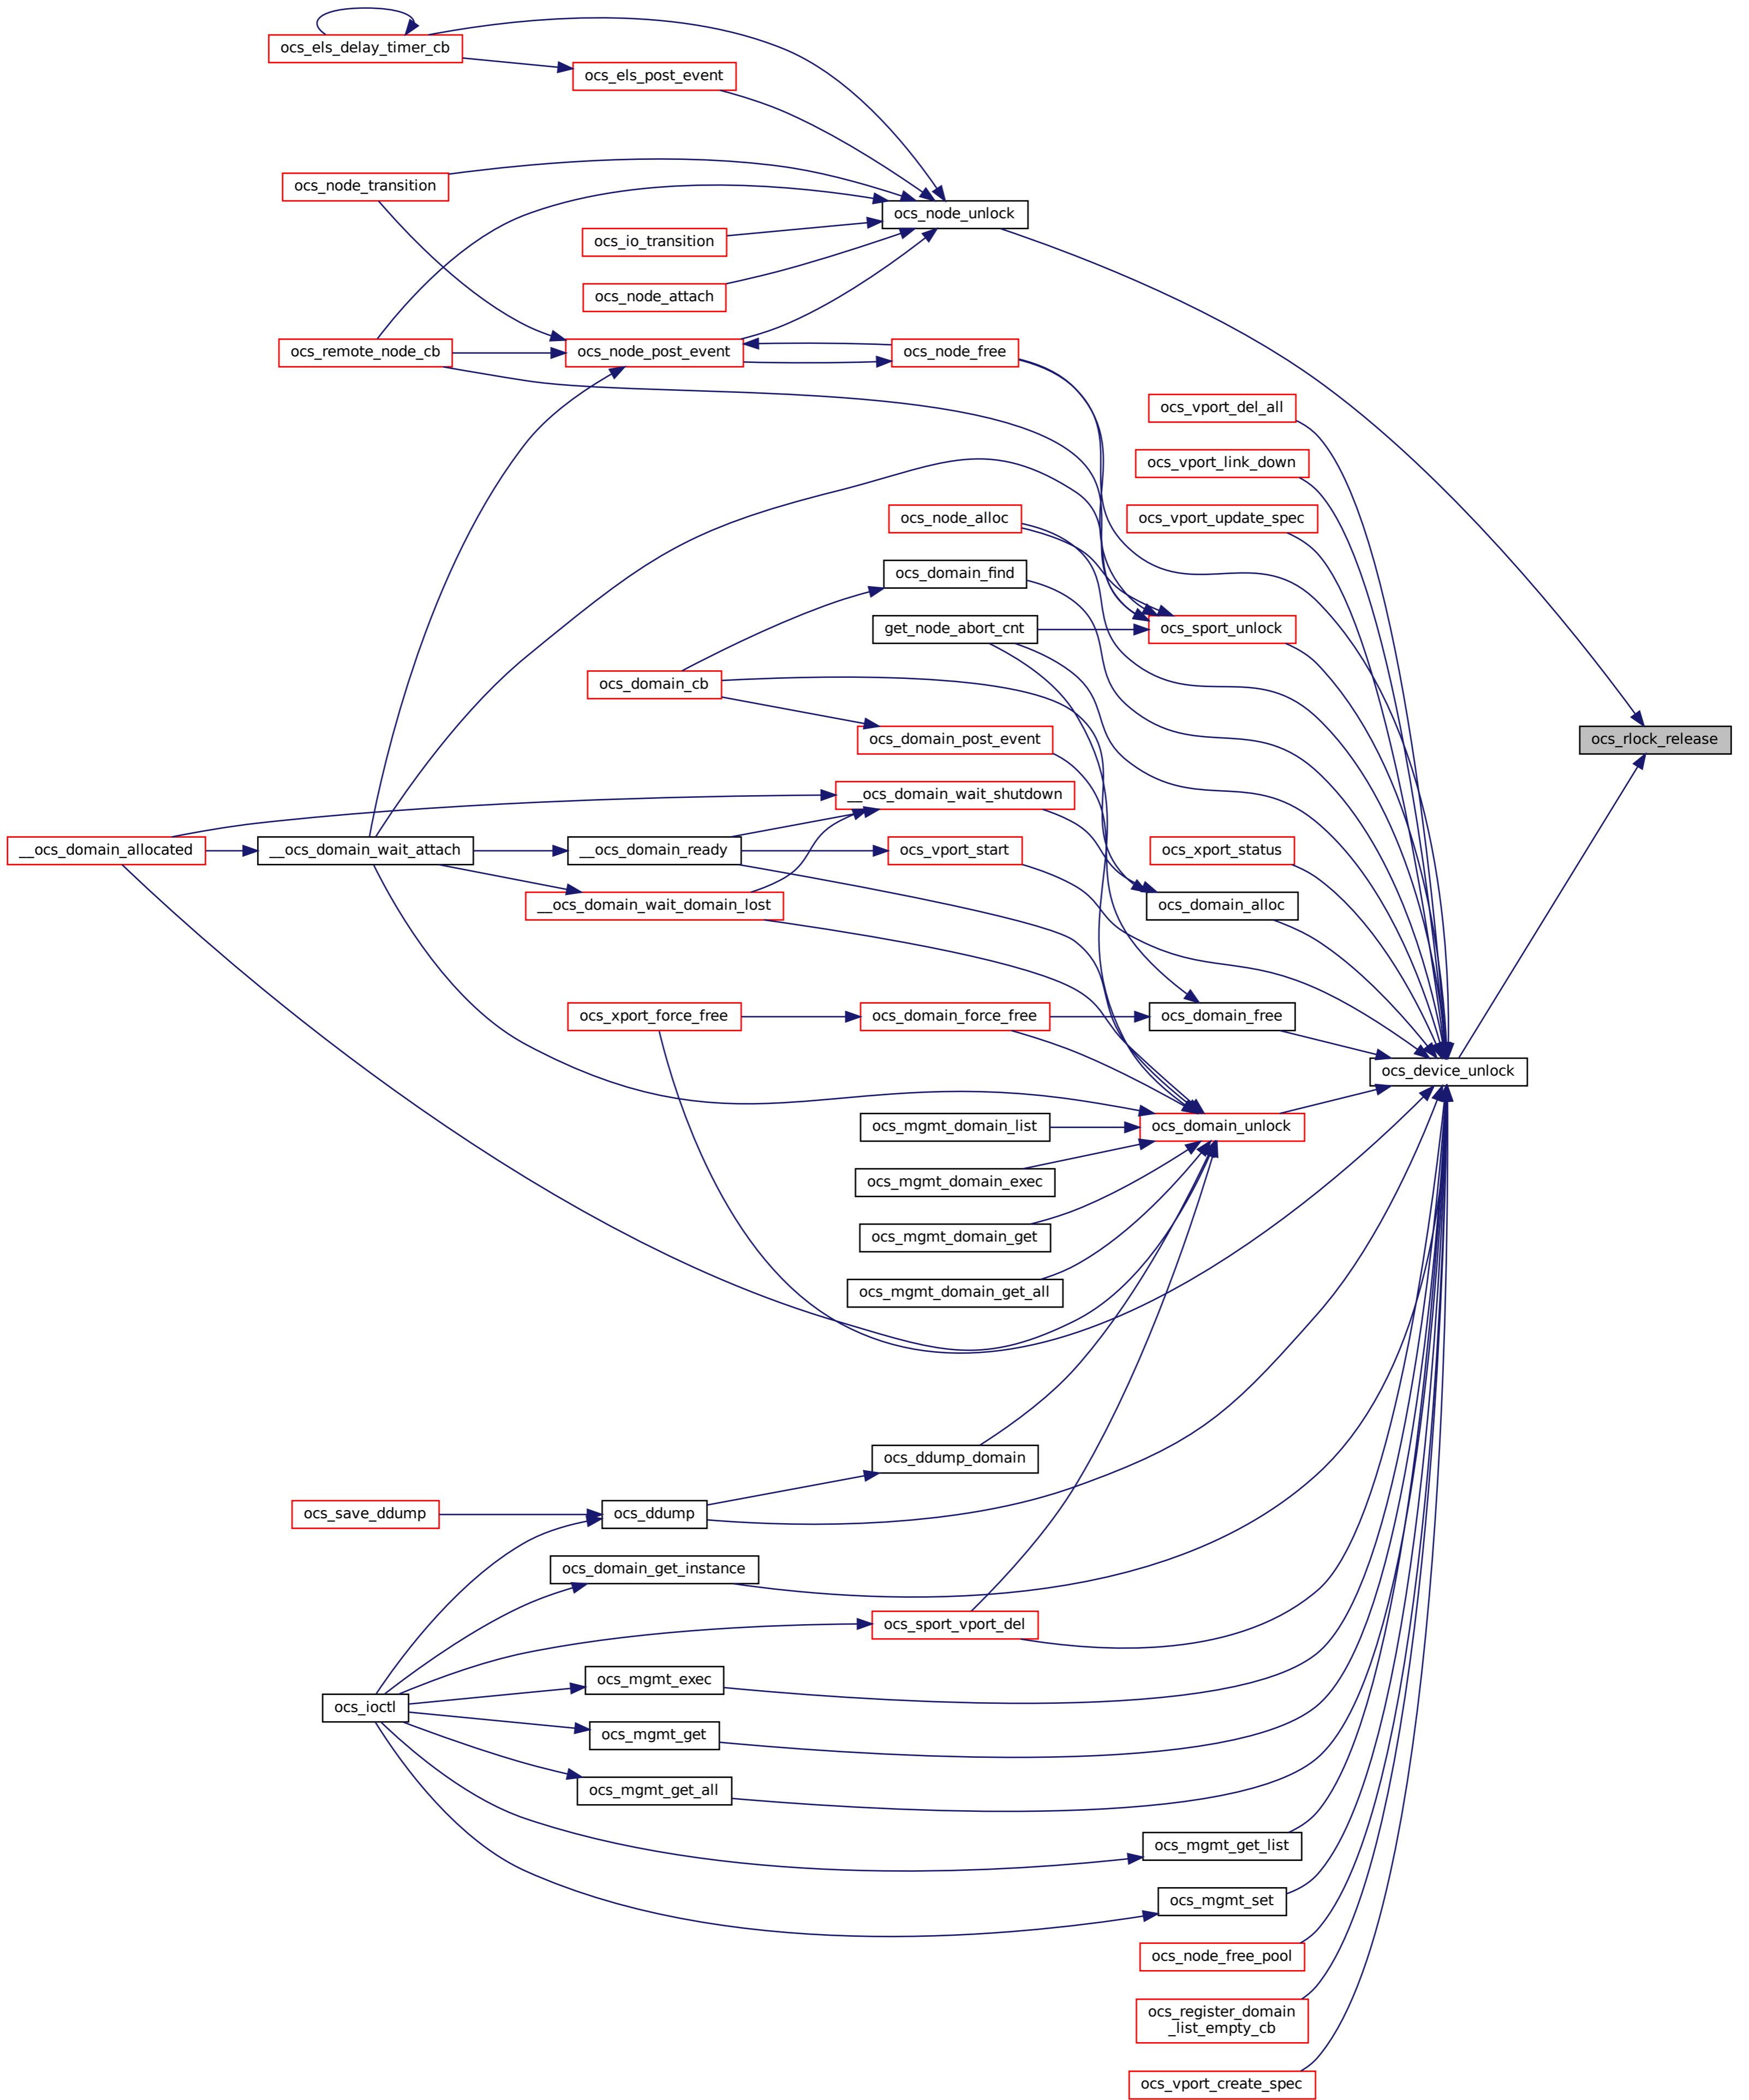 ocs_els_delay_timer_cb
ocs_els_post_event
ocs_node_transition
ocs_node_unlock
ocs_io_transition
ocs_node_attach
ocs_remote_node_cb
ocs_node_post_event
ocs_node_free
ocs_vport_del_all
ocs_vport_link_down
ocs_node_alloc
ocs_vport_update_spec
ocs_domain_find
get_node_abort_cnt
ocs_sport_unlock
ocs_domain_cb
ocs_domain_post_event
ocs_rlock_release
__ocs_domain_wait_shutdown
__ocs_domain_allocated
__ocs_domain_wait_attach
__ocs_domain_ready
ocs_vport_start
ocs_xport_status
__ocs_domain_wait_domain_lost
ocs_domain_alloc
ocs_xport_force_free
ocs_domain_force_free
ocs_domain_free
ocs_device_unlock
ocs_mgmt_domain_list
ocs_domain_unlock
ocs_mgmt_domain_exec
ocs_mgmt_domain_get
ocs_mgmt_domain_get_all
ocs_ddump_domain
ocs_save_ddump
ocs_ddump
ocs_domain_get_instance
ocs_sport_vport_del
ocs_mgmt_exec
ocs_ioctl
ocs_mgmt_get
ocs_mgmt_get_all
ocs_mgmt_get_list
ocs_mgmt_set
ocs_node_free_pool
ocs_register_domain
_list_empty_cb
ocs_vport_create_spec